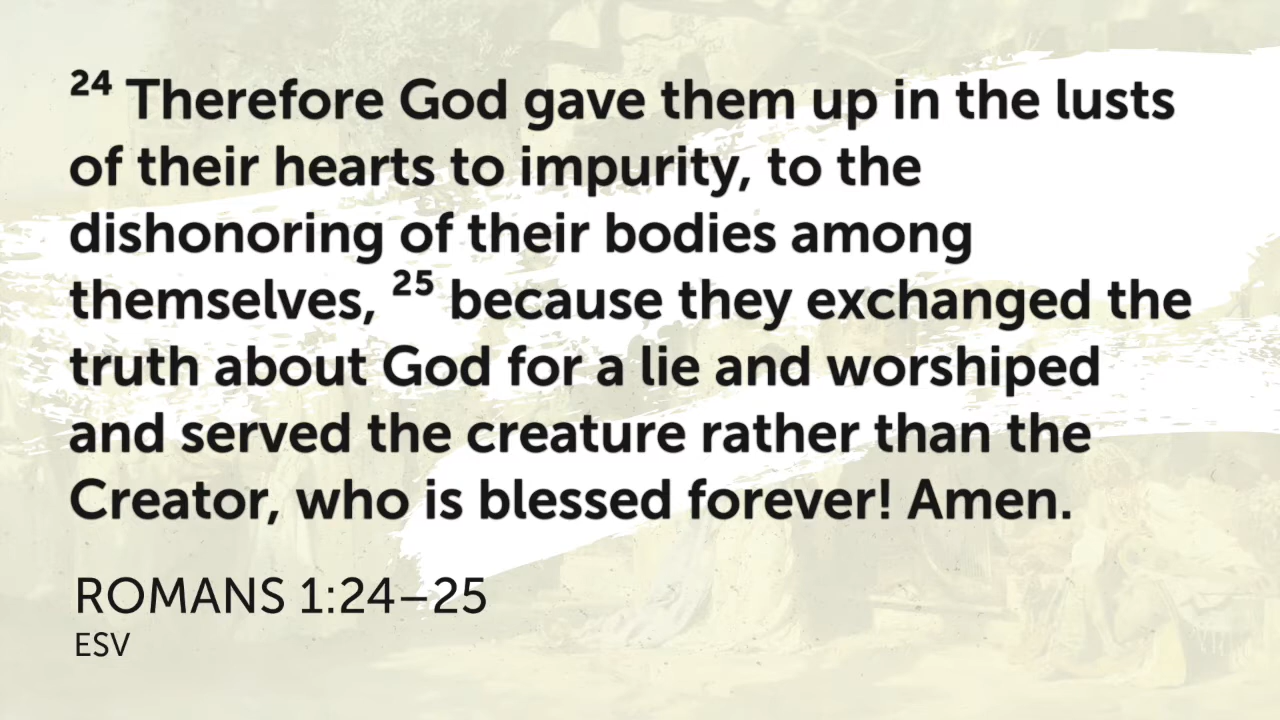 24 Therefore God gave them up in the lusts
of their hearts to impurity, to the
dishonoring of their bodies among
themselves, 25 because they exchanged the
truth about God for a lie and worshiped
and served the creature rather than the
Creator, who is blessed forever! Amen.
ROMANS 1:24–25
ESV